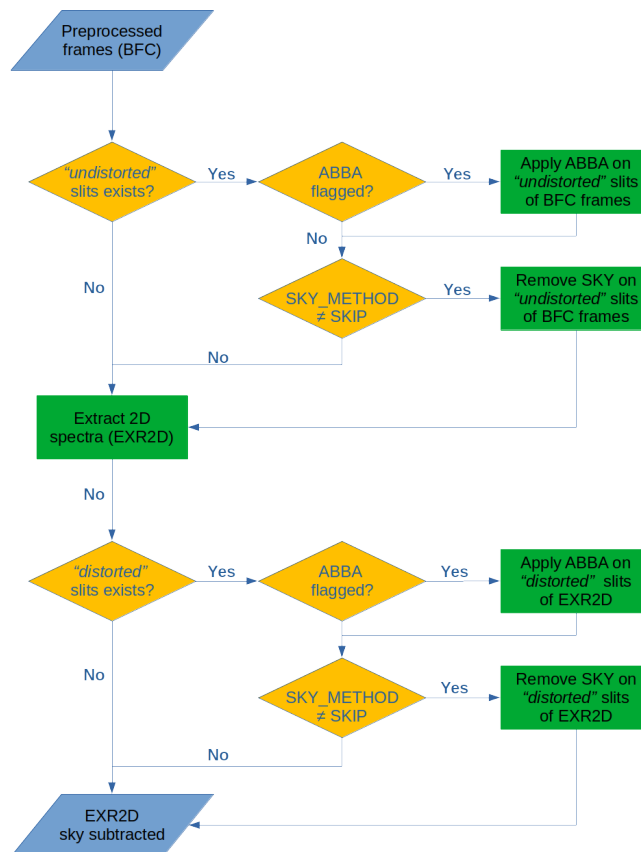 Preprocessed
frames (BFC)
“undistorted”
slits exists?
Yes
ABBA
flagged?
Yes
Apply ABBA on
“undistorted” slits
of BFC frames
No
No
SKY_METHOD
≠ SKIP
Yes
Remove SKY on
“undistorted” slits
of BFC frames
No
Extract 2D
spectra (EXR2D)
No
“distorted”
slits exists?
Yes
ABBA
flagged?
Yes
Apply ABBA on
“distorted” slits
of EXR2D
No
SKY_METHOD
≠ SKIP
Yes
Remove SKY on
“distorted” slits
of EXR2D
No
EXR2D
sky subtracted